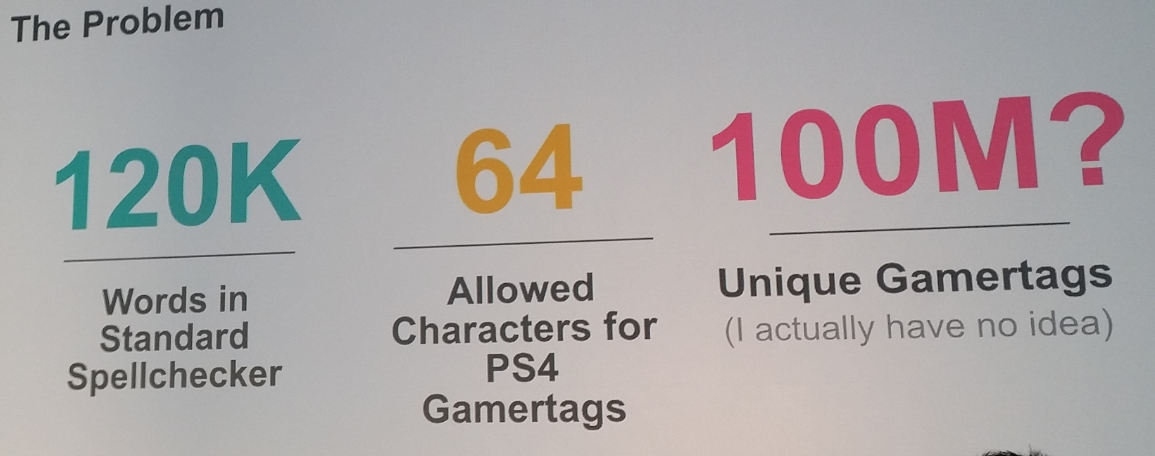 The Problem
120K
Words in
Standard
Spellchecker
64
Allowed
Characters for
PS4
Gamertags
100M?
Unique Gamertags
(I actually have no idea)